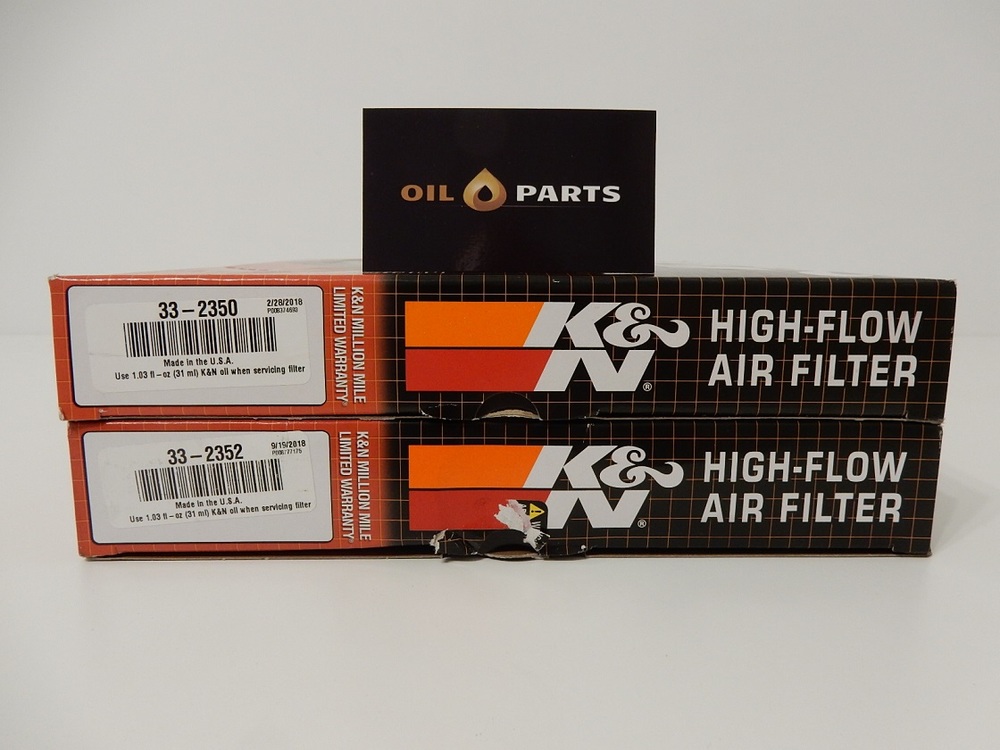 OIL PARTS
33-2350
2/28/2018
P008374693
Made in the U.S.A.
Use 1.03 fl-oz (31 ml) K&N oil when servicing filter
K&N MILLION MILE
LIMITED WARRANTY*
K&N®
HIGH-FLOW
AIR FILTER
33-2352
9/19/2018
Made in the U.S.A.
Use 1.03 fl-oz (31 ml) K&N oil when servicing filter
K&N MILLION MILE
LIMITED WARRANTY*
K&N®
HIGH-FLOW
AIR FILTER